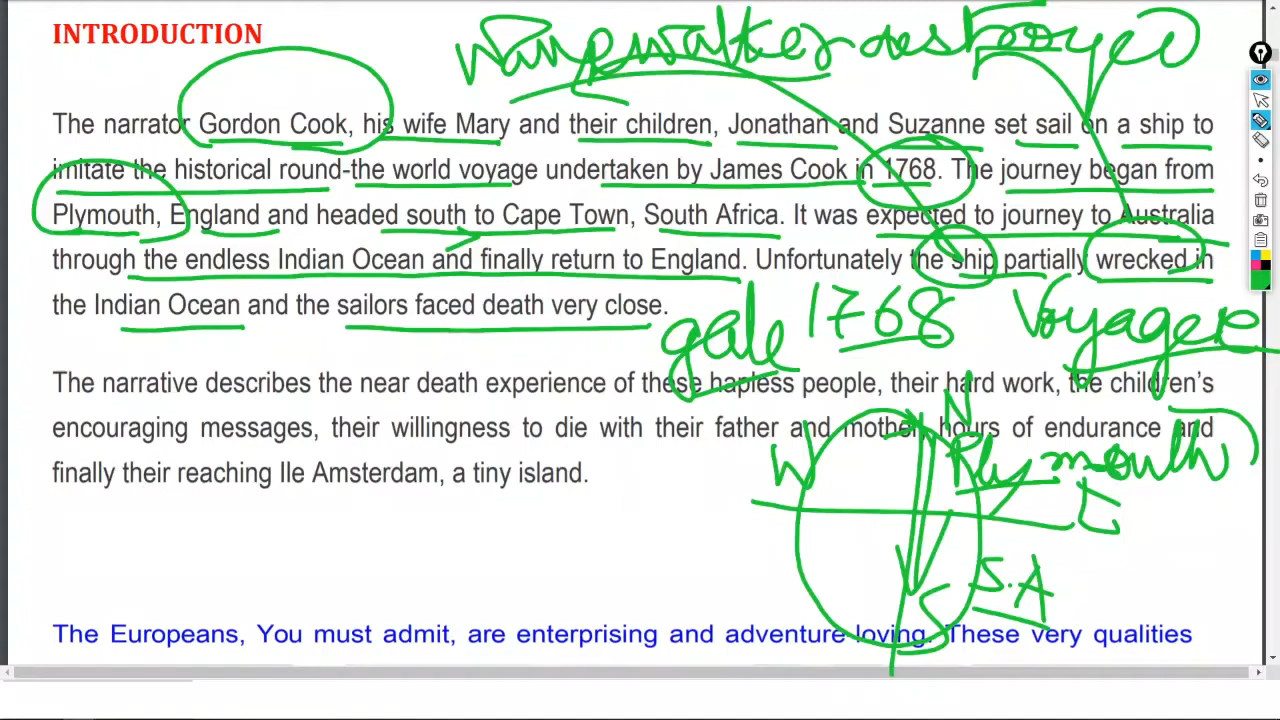 INTRODUCTION
wavewalker destroyed
The narrator Gordon Cook, his wife Mary and their children, Jonathan and Suzanne set sail on a ship to
imitate the historical round-the world voyage undertaken by James Cook in 1768. The journey began from
Plymouth, England and headed south to Cape Town, South Africa. It was expected to journey to Australia
through the endless Indian Ocean and finally return to England. Unfortunately the ship partially wrecked in
the Indian Ocean and the sailors faced death very close.
gale 1768 Voyage
The narrative describes the near death experience of these hapless people, their hard work, the children's
encouraging messages, their willingness to die with their father and mother, hours of endurance and
finally their reaching Ile Amsterdam, a tiny island.
N
W Plymouth
E
S S.A
The Europeans, You must admit, are enterprising and adventure loving. These very qualities